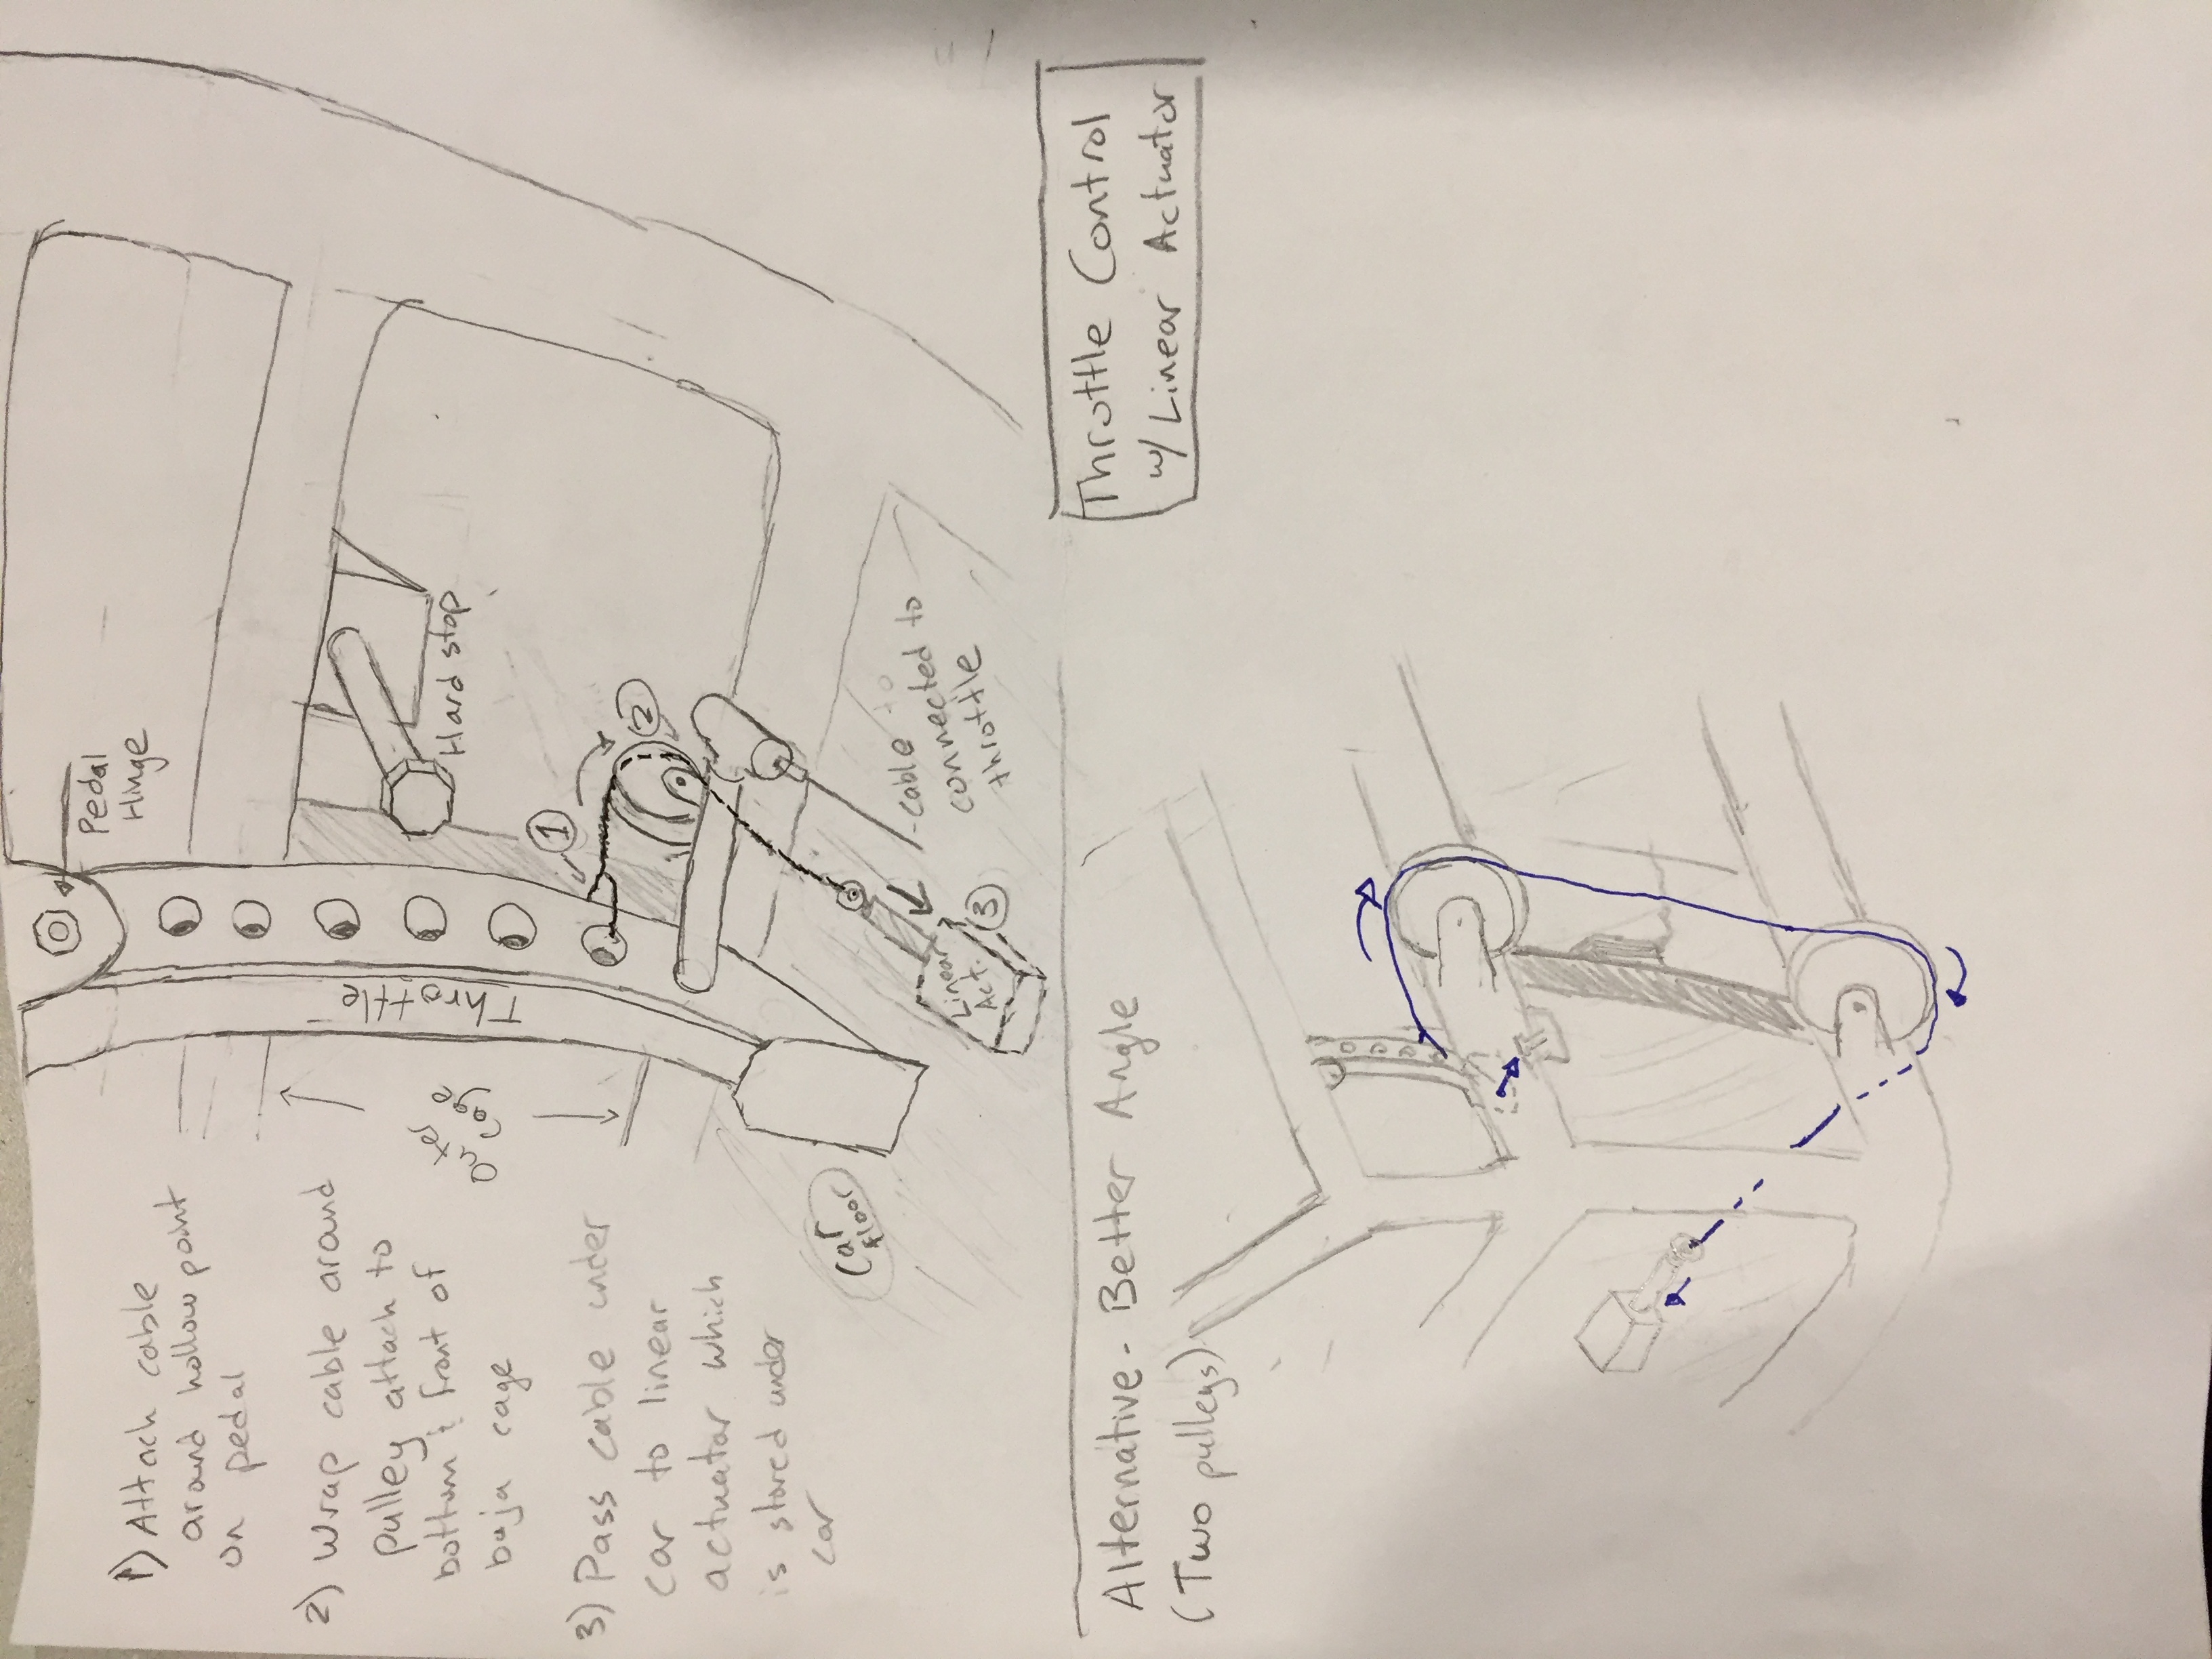 1) Attach cable
around hollow point
on pedal
2) Wrap cable around
pulley attach to
bottom & front of
baja cage
3) Pass cable under
car to linear
actuator which
is stored under
car
Pedal
Hinge
Throttle
Outer
cage
Hard stop
1
2
Car
floor
Linear
Act.
3
- Cable to
connected to
throttle
Throttle Control
w/ Linear Actuator
Alternative - Better Angle
(Two pulleys)